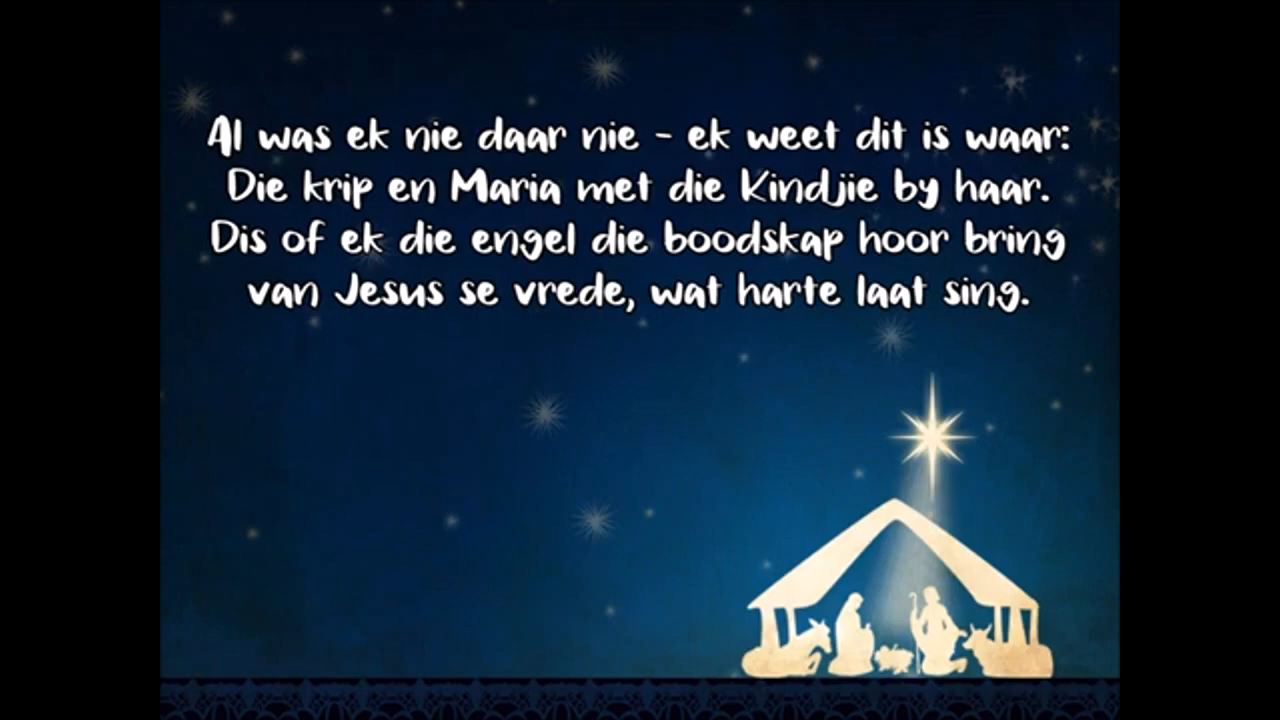 Al was ek nie daar nie - ek weet dit is waar:
Die krip en Maria met die Kindjie by haar.
Dis of ek die engel die boodskap hoor bring
van Jesus se vrede, wat harte laat sing.